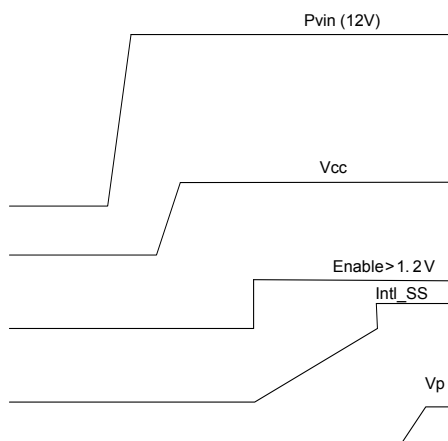 Pvin (12V)
Vcc
Enable>1.2V
Intl_SS
Vp